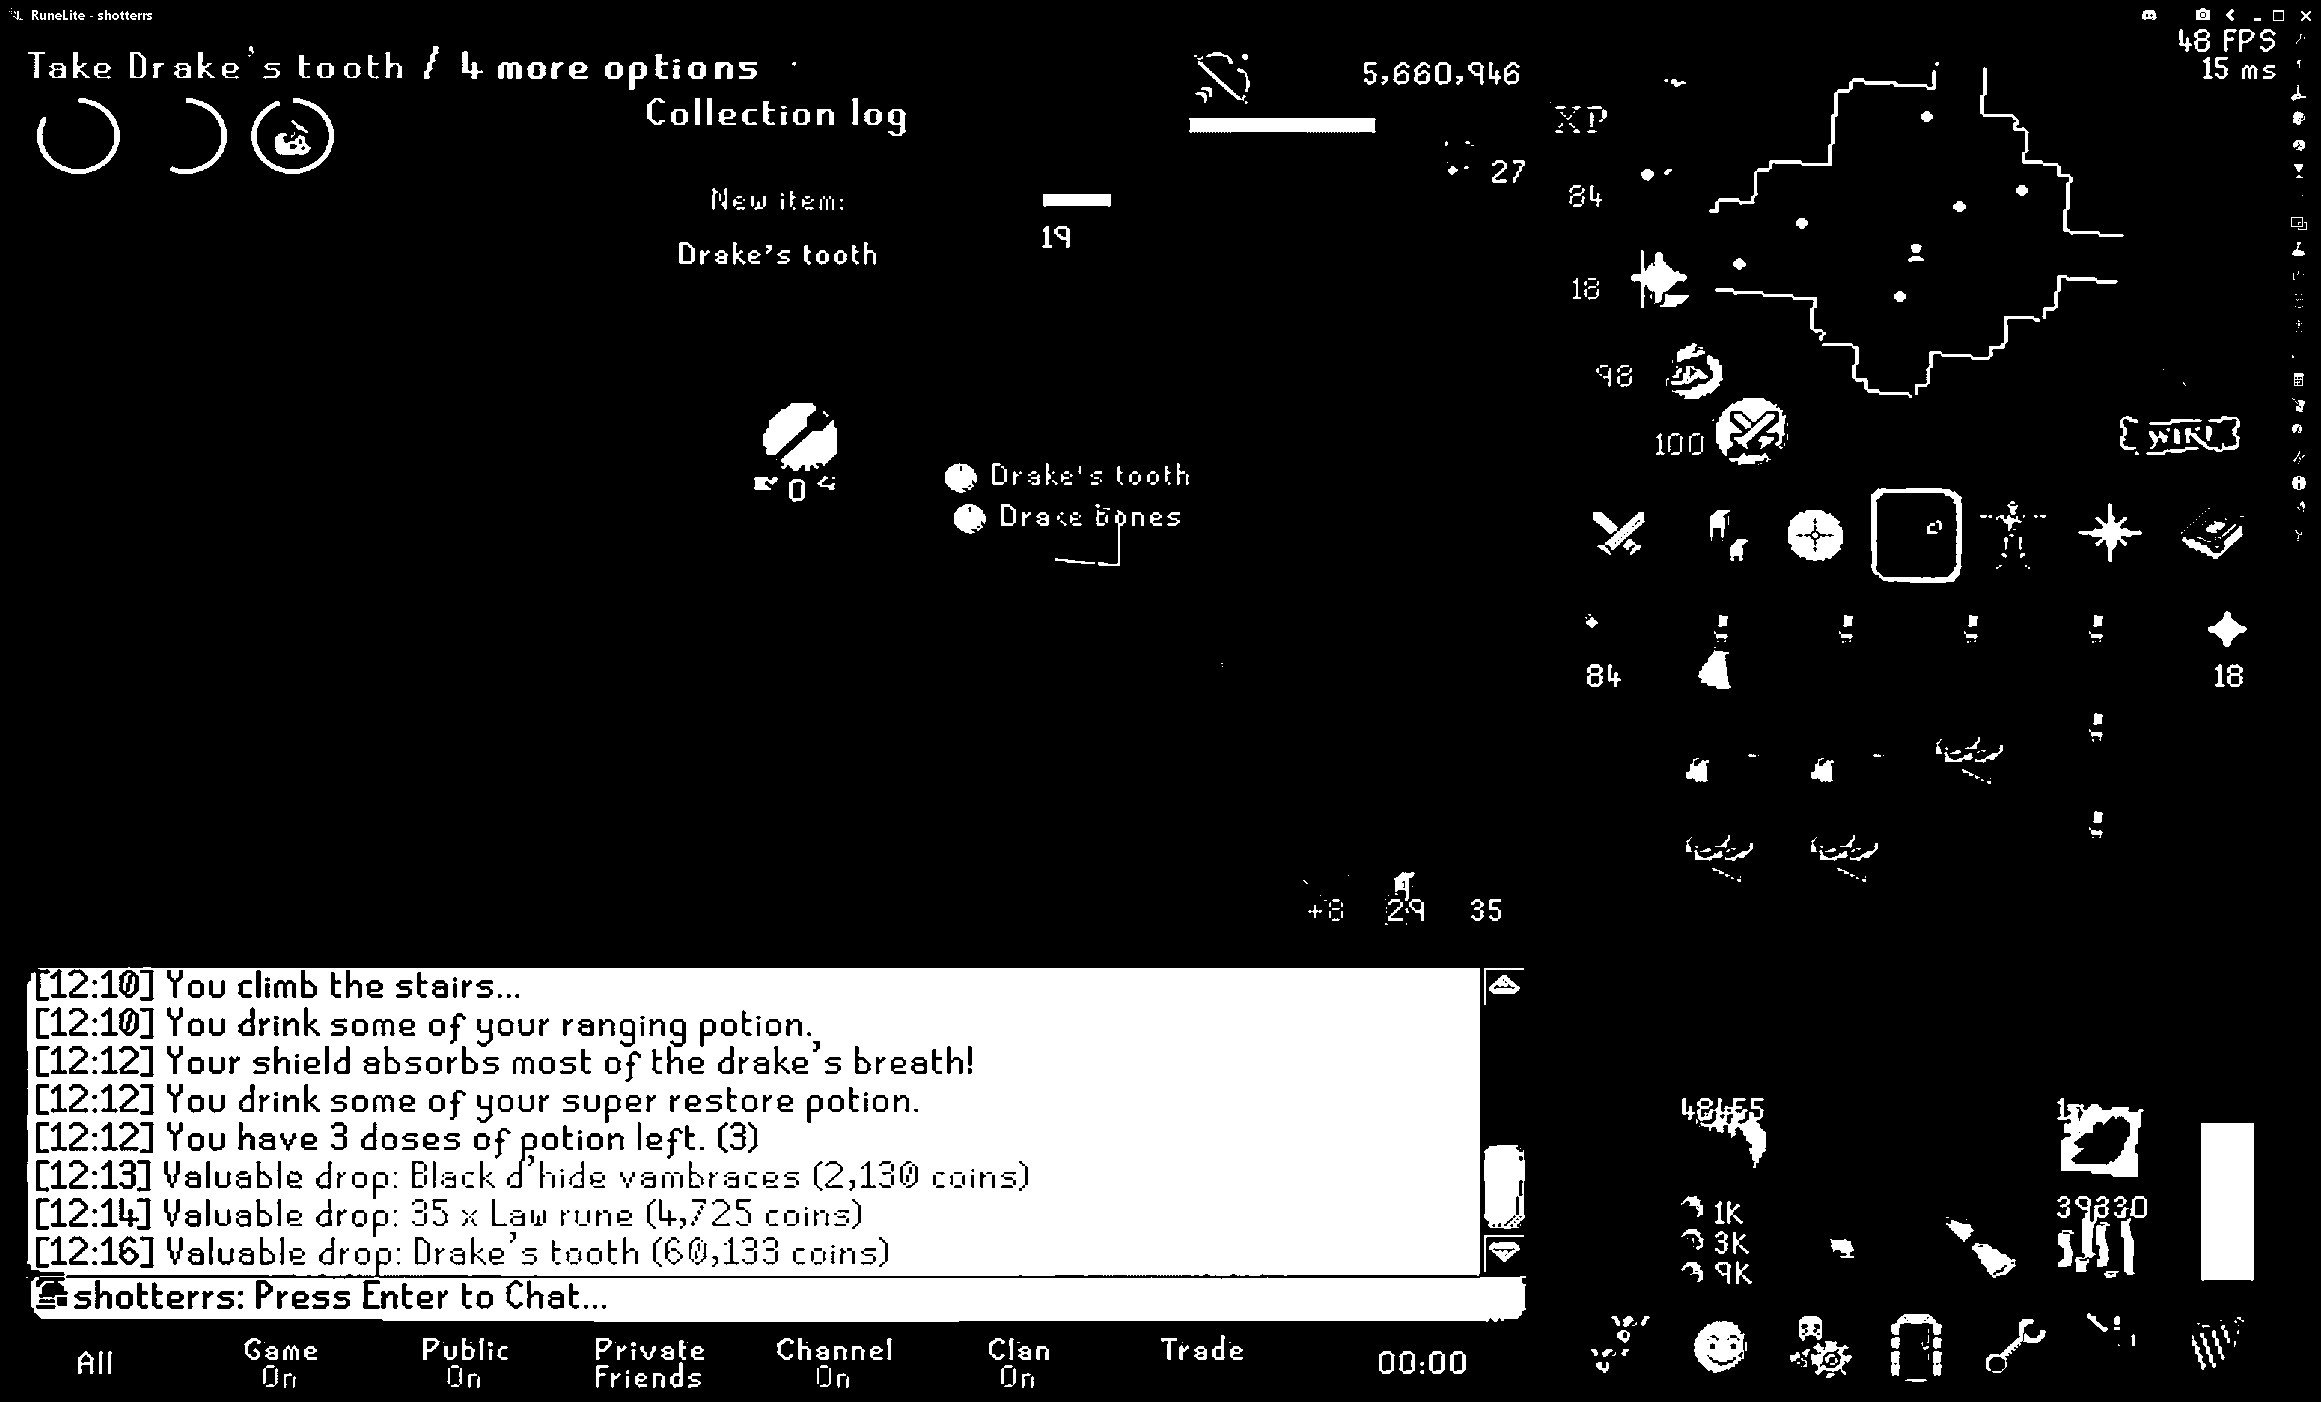 RuneLite - shotterrs
48 FPS
15 ms
Take Drake's tooth / 4 more options
5,660,946
Collection log
XP
27
New item:
84
19
Drake's tooth
18
98
100
WIKI
0
Drake's tooth
Drake bones
84
18
+8
29
35
[12:10] You climb the stairs...
[12:10] You drink some of your ranging potion.
[12:12] Your shield absorbs most of the drake's breath!
[12:12] You drink some of your super restore potion.
[12:12] You have 3 doses of potion left. (3)
[12:13] Valuable drop: Black d'hide vambraces (2,130 coins)
[12:14] Valuable drop: 35 x Law rune (4,725 coins)
[12:16] Valuable drop: Drake's tooth (60,133 coins)
shotterrs: Press Enter to Chat...
48455
1K
3K
9K
39330
All
Game
On
Public
On
Private
Friends
Channel
On
Clan
On
Trade
00:00